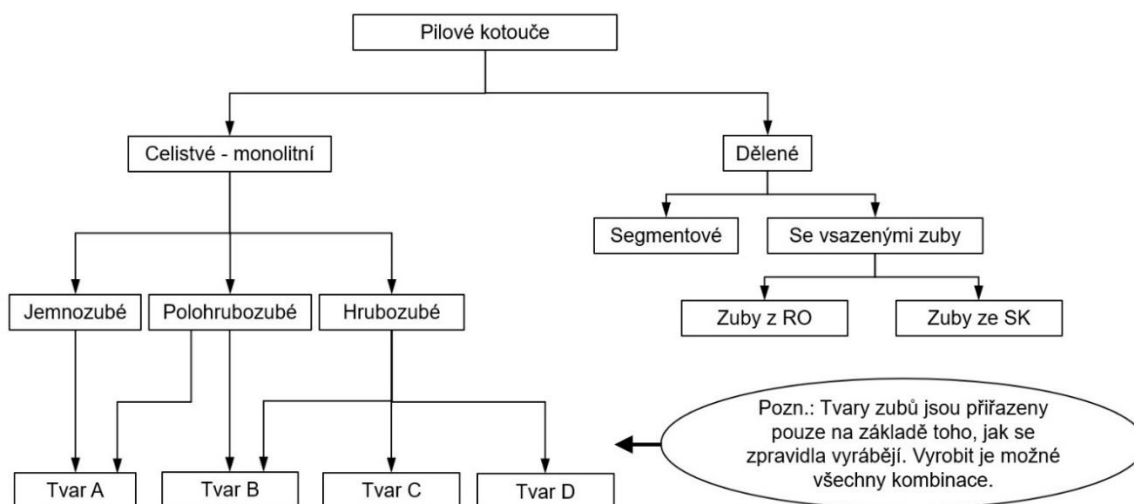 Pilové kotouče
Celistvé - monolitní
Dělené
Segmentové
Se vsazenými zuby
Jemnozubé
Polohrubozubé
Hrubozubé
Zuby z RO
Zuby ze SK
Pozn.: Tvary zubů jsou přiřazeny
pouze na základě toho, jak se
zpravidla vyrábějí. Vyrobit je možné
všechny kombinace.
Tvar A
Tvar B
Tvar C
Tvar D